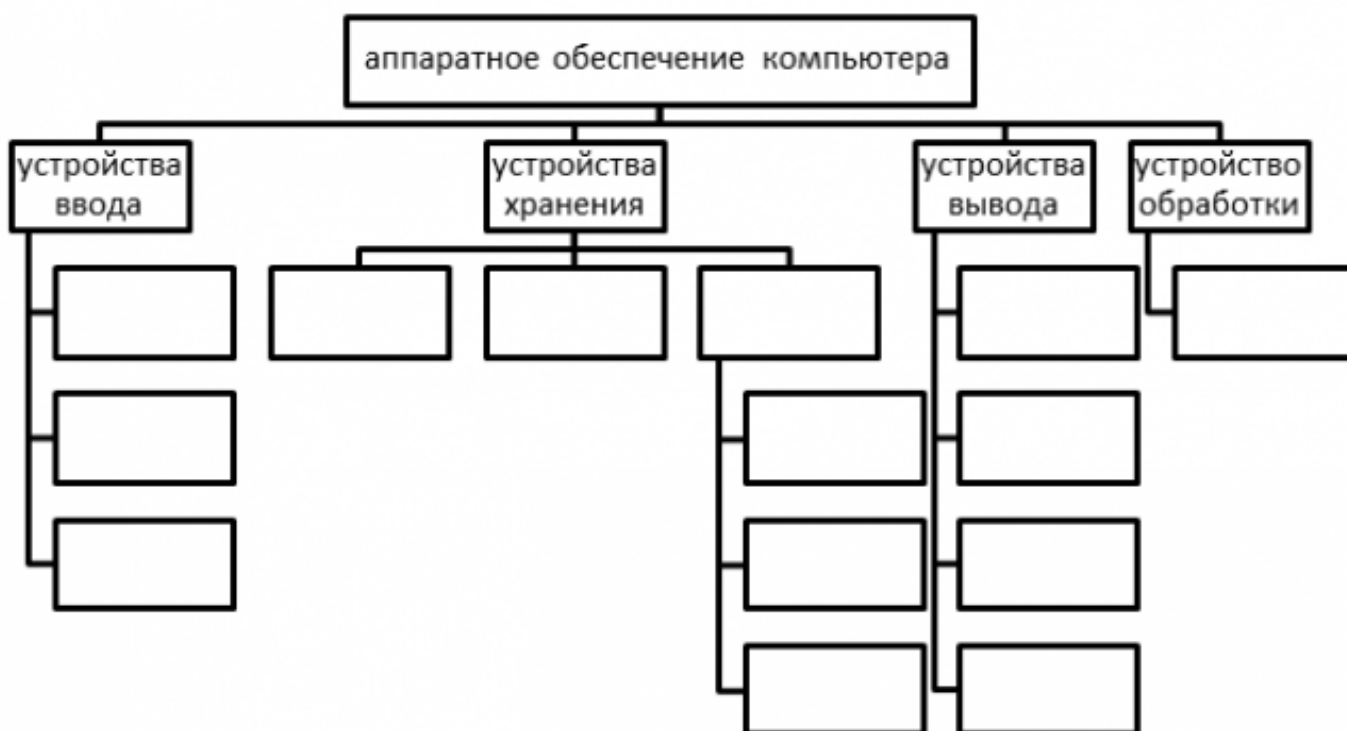 аппаратное обеспечение компьютера
устройства
ввода
устройства
хранения
устройства
вывода
устройство
обработки